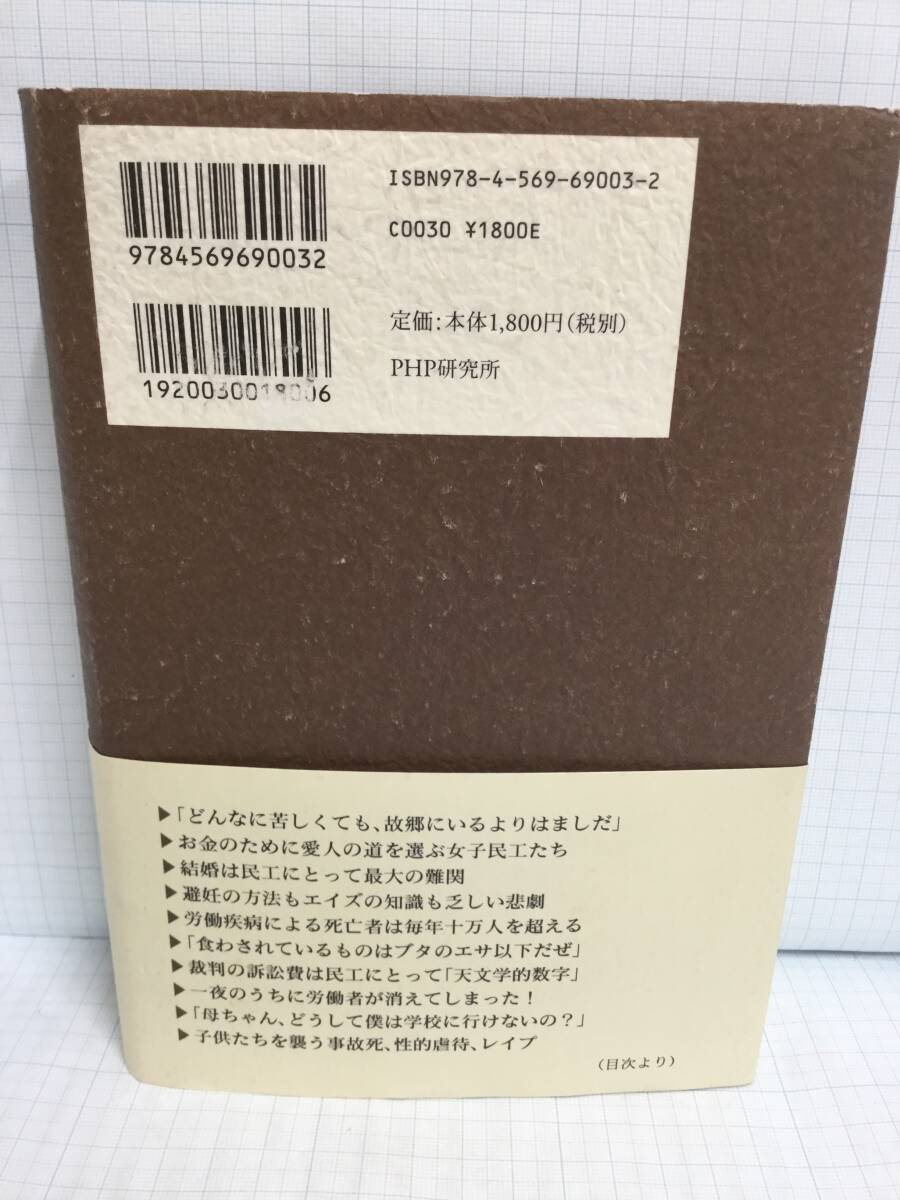 ISBN978-4-569-69003-2
C0030 ¥1800E
9784569690032
定価:本体1,800円(税別)
PHP研究所
1920030018006
▶「どんなに苦しくても、故郷にいるよりはましだ」
▶お金のために愛人の道を選ぶ女子民工たち
▶結婚は民工にとって最大の難関
▶避妊の方法もエイズの知識も乏しい悲劇
▶労働疾病による死亡者は毎年十万人を超える
▶「食わされているものはブタのエサ以下だぜ」
▶裁判の訴訟費は民工にとって「天文学的数字」
▶一夜のうちに労働者が消えてしまった!
▶「母ちゃん、どうして僕は学校に行けないの?」
▶子供たちを襲う事故死、性的虐待、レイプ
(目次より)